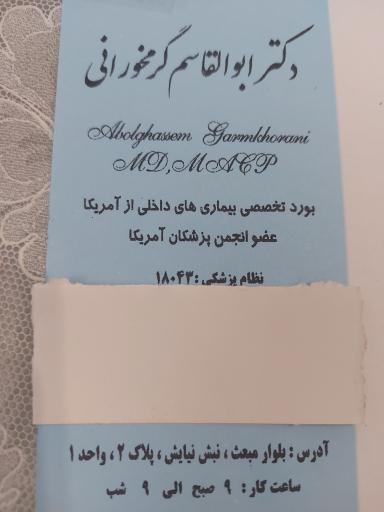 دکتر ابوالقاسم گرمخورانی
Abolghassem Garmkhorani
MD, MACP
بورد تخصصی بیماری های داخلی از آمریکا
عضو انجمن پزشکان آمریکا
نظام پزشکی : ۱۸۰۴۳
آدرس : بلوار مبعث ، نبش نیایش ، پلاک ۲ ، واحد ۱
ساعت کار : ۹ صبح الی ۹ شب